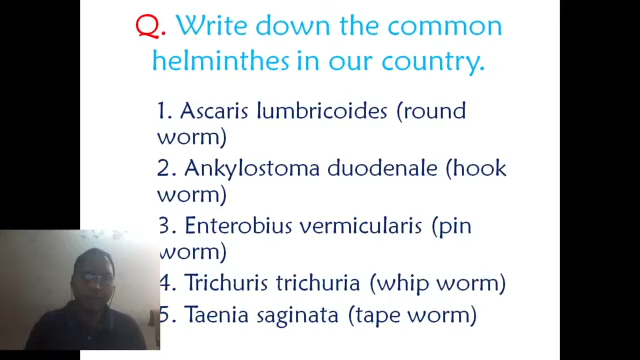 Q. Write down the common
helminthes in our country.
1. Ascaris lumbricoides (round
worm)
2. Ankylostoma duodenale (hook
worm)
3. Enterobius vermicularis (pin
worm)
4. Trichuris trichuria (whip worm)
5. Taenia saginata (tape worm)